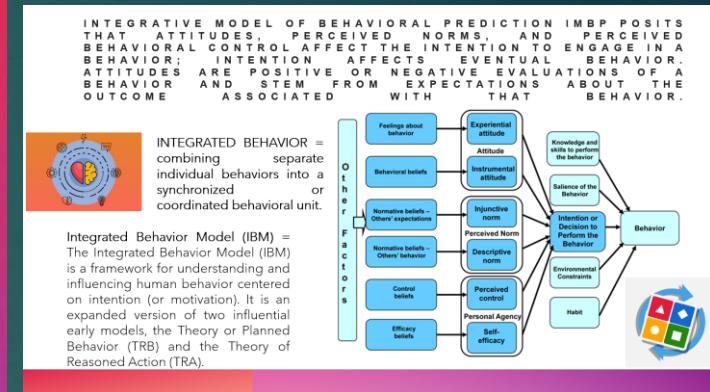 INTEGRATIVE MODEL OF BEHAVIORAL PREDICTION IMBP POSITS
THAT ATTITUDES, PERCEIVED NORMS, AND PERCEIVED
BEHAVIORAL CONTROL AFFECT THE INTENTION TO ENGAGE IN A
BEHAVIOR; INTENTION AFFECTS EVENTUAL BEHAVIOR.
ATTITUDES ARE POSITIVE OR NEGATIVE EVALUATIONS OF A
BEHAVIOR AND STEM FROM EXPECTATIONS ABOUT THE
OUTCOME ASSOCIATED WITH THAT BEHAVIOR.
INTEGRATED BEHAVIOR =
combining separate
individual behaviors into a
synchronized or
coordinated behavioral unit.
Integrated Behavior Model (IBM) =
The Integrated Behavior Model (IBM)
is a framework for understanding and
influencing human behavior centered
on intention (or motivation). It is an
expanded version of two influential
early models, the Theory or Planned
Behavior (TRB) and the Theory of
Reasoned Action (TRA).
Other Factors
Feelings about
behavior
Behavioral beliefs
Normative beliefs –
Others' expectations
Normative beliefs –
Others' behavior
Control
beliefs
Efficacy
beliefs
Experiential
attitude
Attitude
Instrumental
attitude
Injunctive
norm
Perceived Norm
Descriptive
norm
Perceived
control
Personal Agency
Self-
efficacy
Knowledge and
skills to perform
the behavior
Salience of the
Behavior
Intention or
Decision to
Perform the
Behavior
Environmental
Constraints
Habit
Behavior